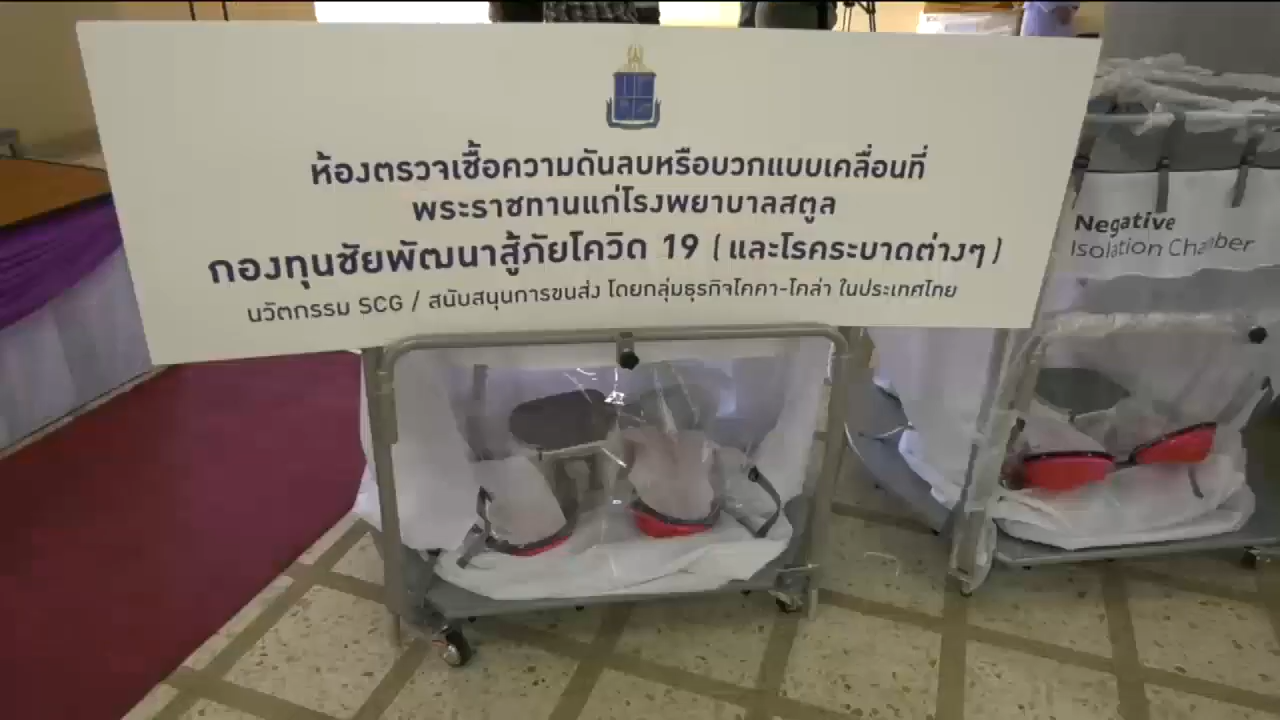 ห้องตรวจเชื้อความดันลบหรือบวกแบบเคลื่อนที่
พระราชทานแก่โรงพยาบาลสตูล
กองทุนชัยพัฒนาสู้ภัยโควิด 19 (และโรคระบาดต่างๆ)
นวัตกรรม SCG / สนับสนุนการขนส่ง โดยกลุ่มธุรกิจโคคา-โคล่า ในประเทศไทย
Negative
Isolation Chamber